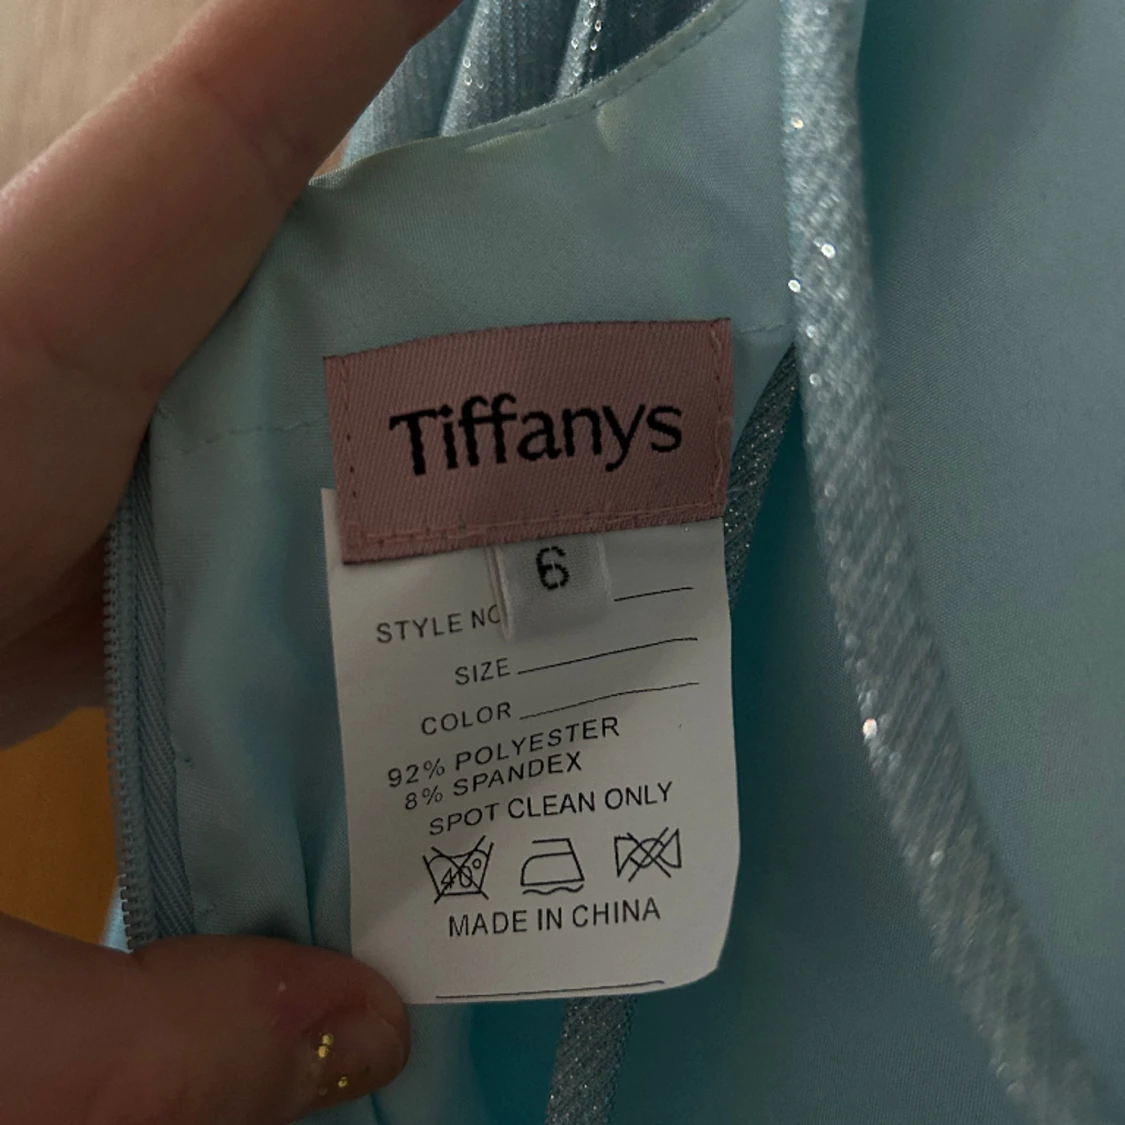 Tiffanys
6
STYLE NO
SIZE
COLOR
92% POLYESTER
8% SPANDEX
SPOT CLEAN ONLY
40°
MADE IN CHINA